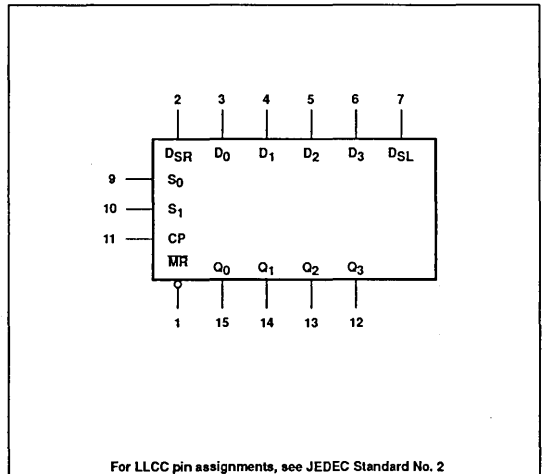 2 3 4 5 6 7
DSR D0 D1 D2 D3 DSL
9 S0
10 S1
11 CP
MR Q0 Q1 Q2 Q3
1 15 14 13 12
For LLCC pin assignments, see JEDEC Standard No. 2